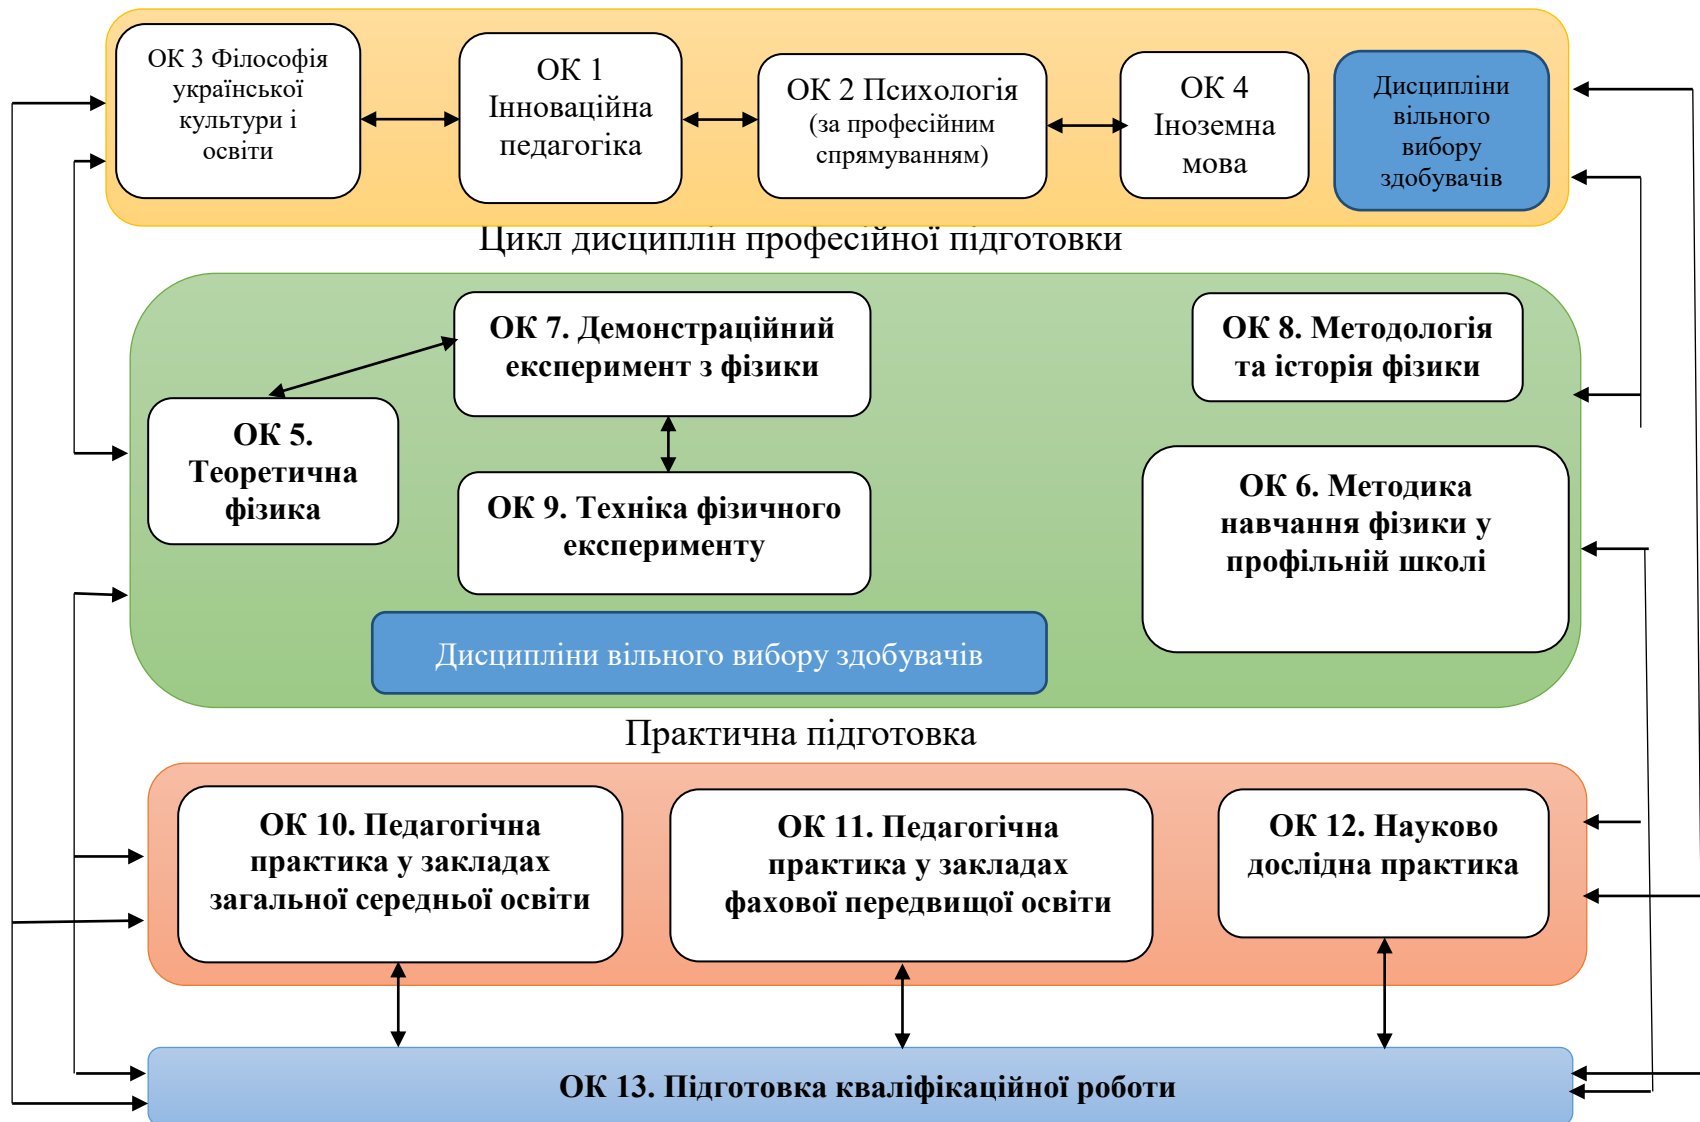 ОК 3 Філософія
української
культури і
освіти
ОК 1
Інноваційна
педагогіка
ОК 2 Психологія
(за професійним
спрямуванням)
ОК 4
Іноземна
мова
Дисципліни
вільного
вибору
здобувачів
Цикл дисциплін професійної підготовки
ОК 7. Демонстраційний
експеримент з фізики
ОК 8. Методологія
та історія фізики
ОК 5.
Теоретична
фізика
ОК 9. Техніка фізичного
експерименту
ОК 6. Методика
навчання фізики у
профільній школі
Дисципліни вільного вибору здобувачів
Практична підготовка
ОК 10. Педагогічна
практика у закладах
загальної середньої освіти
ОК 11. Педагогічна
практика у закладах
фахової передвищої освіти
ОК 12. Науково
дослідна практика
ОК 13. Підготовка кваліфікаційної роботи